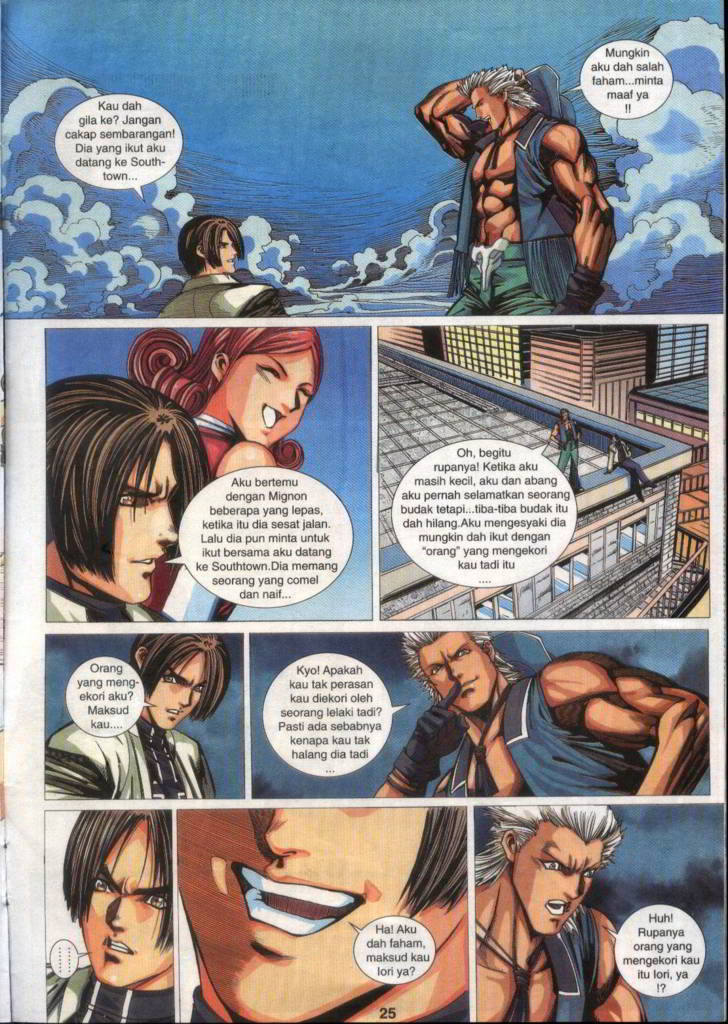 Kau dah
gila ke? Jangan
cakap sembarangan!
Dia yang ikut aku
datang ke South-
town...
Mungkin
aku dah salah
faham...minta
maaf ya
!!
Aku bertemu
dengan Mignon
beberapa yang lepas,
ketika itu dia sesat jalan.
Lalu dia pun minta untuk
ikut bersama aku datang
ke Southtown.Dia memang
seorang yang comel
dan naif...
Oh, begitu
rupanya! Ketika aku
masih kecil, aku dan abang
aku pernah selamatkan seorang
budak tetapi...tiba-tiba budak itu
dah hilang.Aku mengesyaki dia
mungkin dah ikut dengan
“orang” yang mengekori
kau tadi itu
....
Orang
yang meng-
ekori aku?
Maksud
kau....
Kyo! Apakah
kau tak perasan
kau diekori oleh
seorang lelaki tadi?
Pasti ada sebabnya
kenapa kau tak
halang dia tadi
...
......
Ha! Aku
dah faham,
maksud kau
Iori ya?
Huh!
Rupanya
orang yang
mengekori kau
itu Iori, ya
!?
25